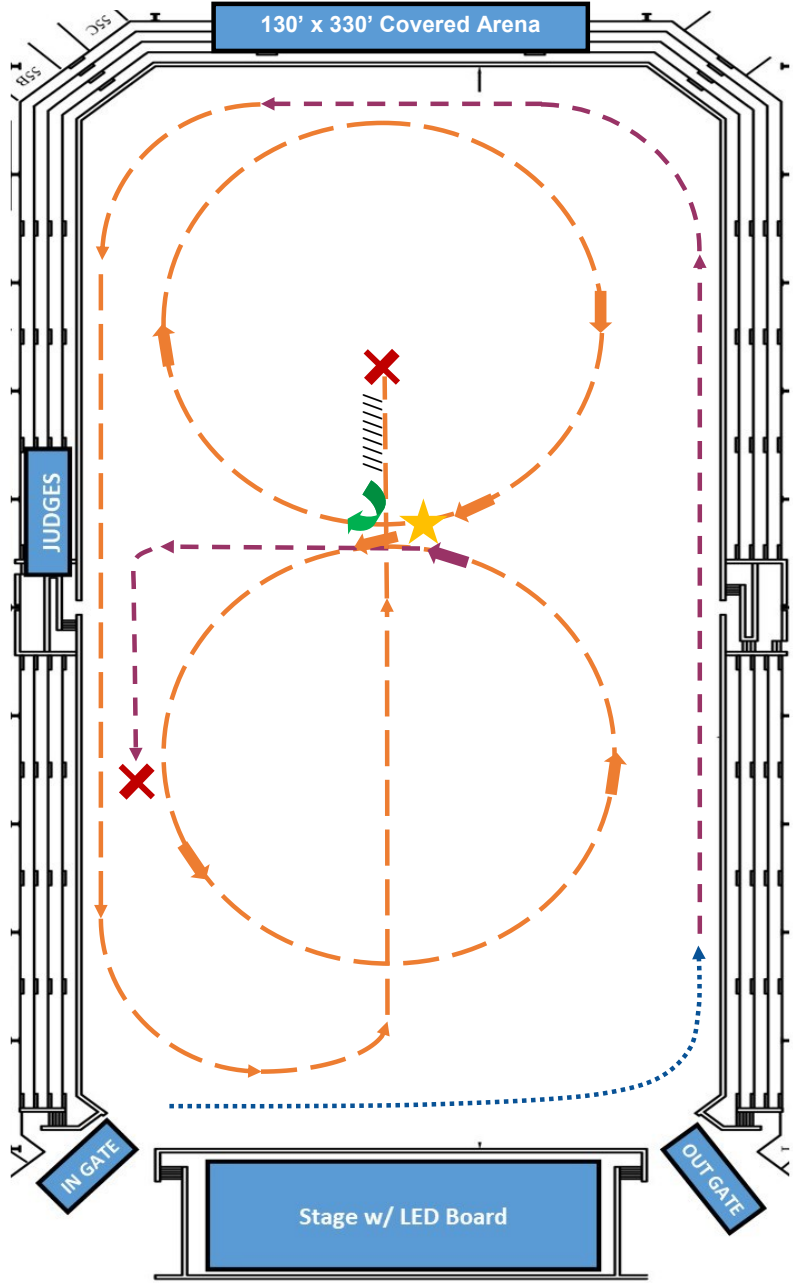 130’ x 330’ Covered Arena
55C
55B
JUDGES
IN GATE
OUT GATE
Stage w/ LED Board